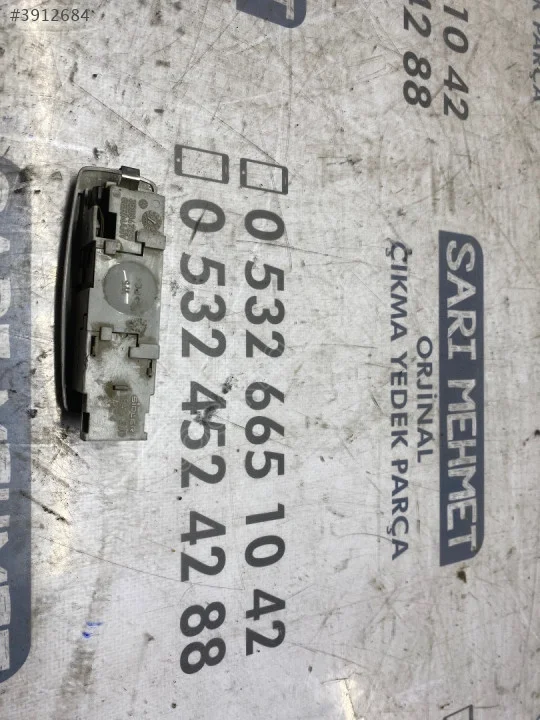 #3912684
10 42
42 88
SARI MEHMET
ORJİNAL
ÇIKMA YEDEK PARÇA
0 532 665 10 42
0 532 452 42 88